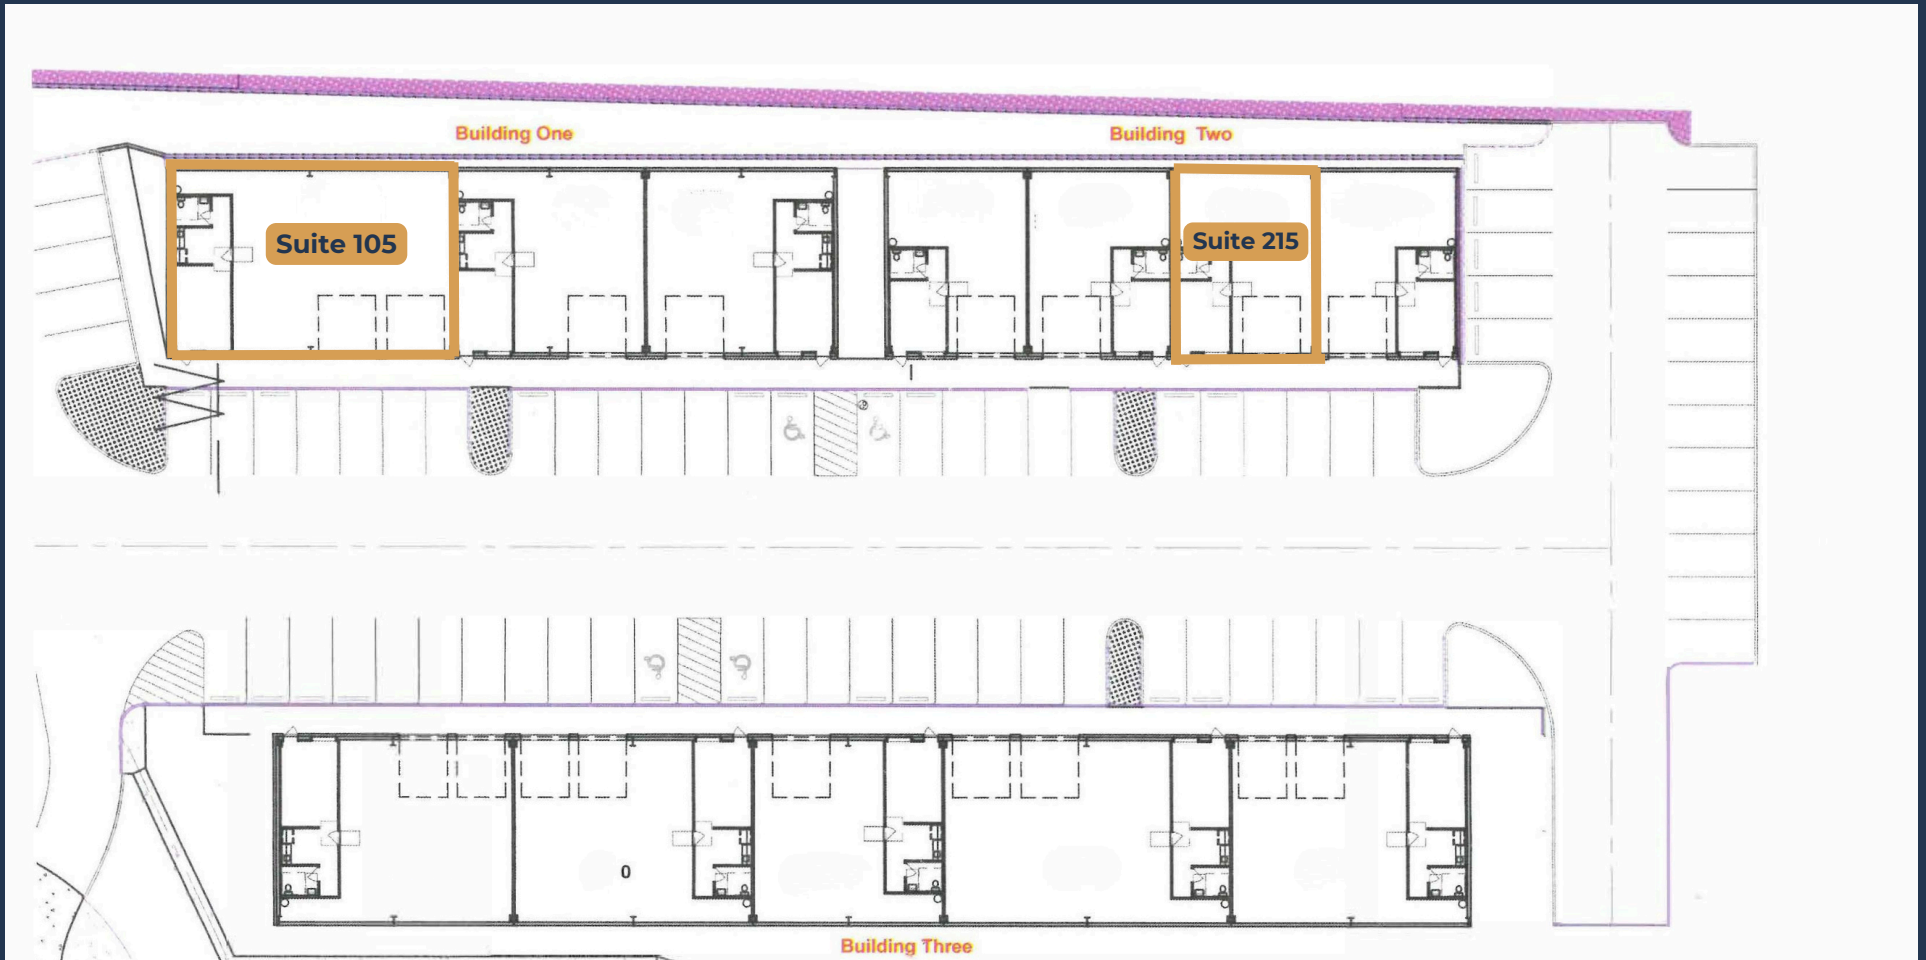 Building One
Building Two
Suite 105
Suite 215
0
Building Three